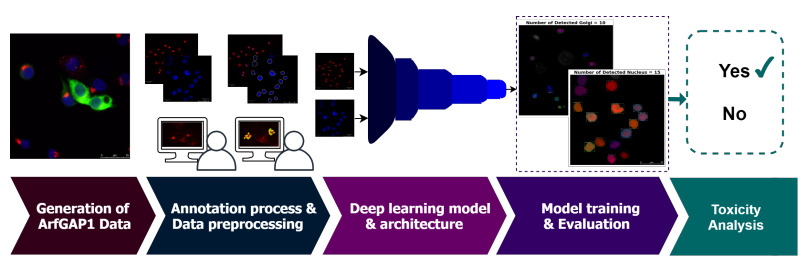 Number of Detected Golgi = 10
Number of Detected Nucleus = 15
Yes
No
Generation of
ArfGAP1 Data
Annotation process &
Data preprocessing
Deep learning model
& architecture
Model training
& Evaluation
Toxicity
Analysis